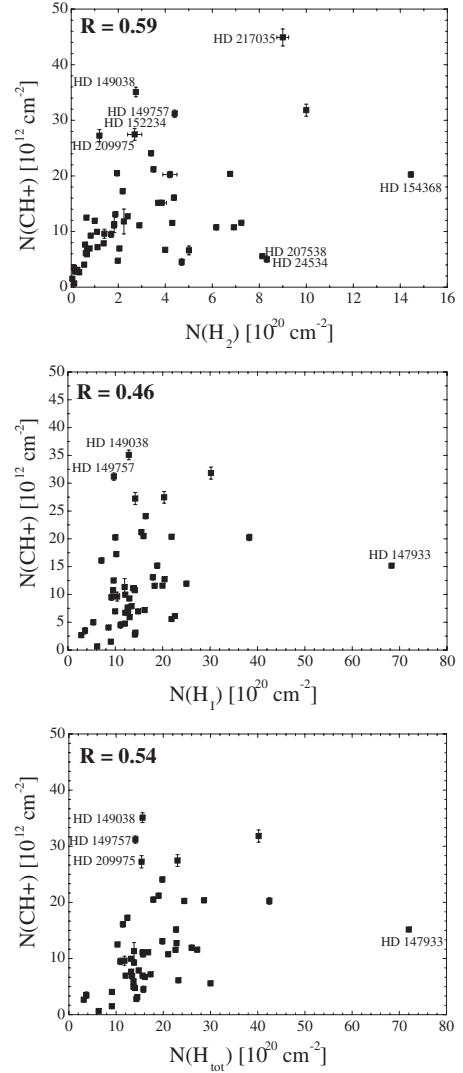 R = 0.59
50
40
30
20
10
0
N(CH+) [10^12 cm^-2]
HD 217035
HD 149038
HD 149757
HD 152234
HD 209975
HD 154368
HD 207538
HD 24534
0 2 4 6 8 10 12 14 16
N(H_2) [10^20 cm^-2]
R = 0.46
50
45
40
35
30
25
20
15
10
5
0
N(CH+) [10^12 cm^-2]
HD 149038
HD 149757
HD 147933
0 10 20 30 40 50 60 70 80
N(H_I) [10^20 cm^-2]
R = 0.54
50
40
30
20
10
0
N(CH+) [10^12 cm^-2]
HD 149038
HD 149757
HD 209975
HD 147933
0 10 20 30 40 50 60 70 80
N(H_tot) [10^20 cm^-2]